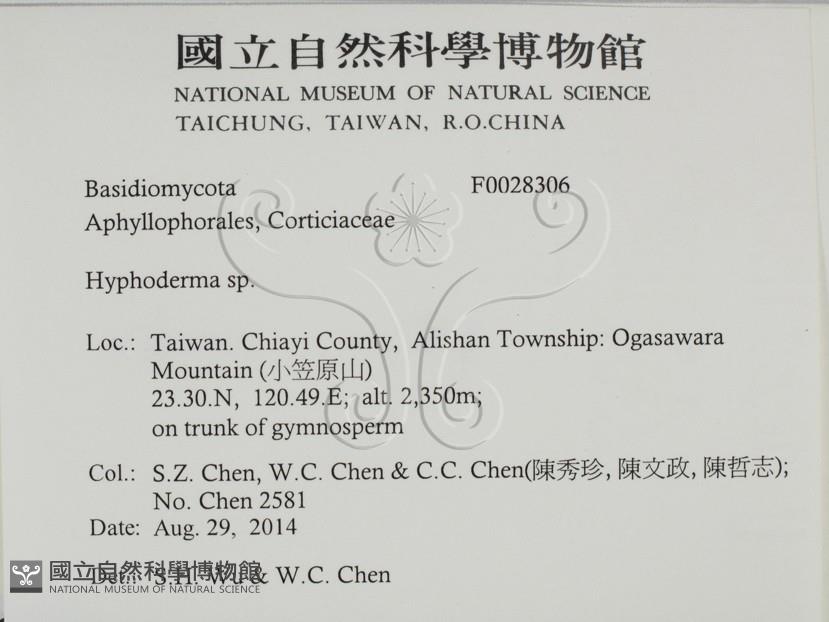 國立自然科學博物館
NATIONAL MUSEUM OF NATURAL SCIENCE
TAICHUNG, TAIWAN, R.O.CHINA
Basidiomycota F0028306
Aphyllophorales, Corticiaceae
Hyphoderma sp.
Loc.: Taiwan. Chiayi County, Alishan Township: Ogasawara
Mountain (小笠原山)
23.30.N, 120.49.E; alt. 2,350m;
on trunk of gymnosperm
Col.: S.Z. Chen, W.C. Chen & C.C. Chen(陳秀珍, 陳文政, 陳哲志);
No. Chen 2581
Date: Aug. 29, 2014
Det.: S.H. Wu & W.C. Chen
國立自然科學博物館
NATIONAL MUSEUM OF NATURAL SCIENCE